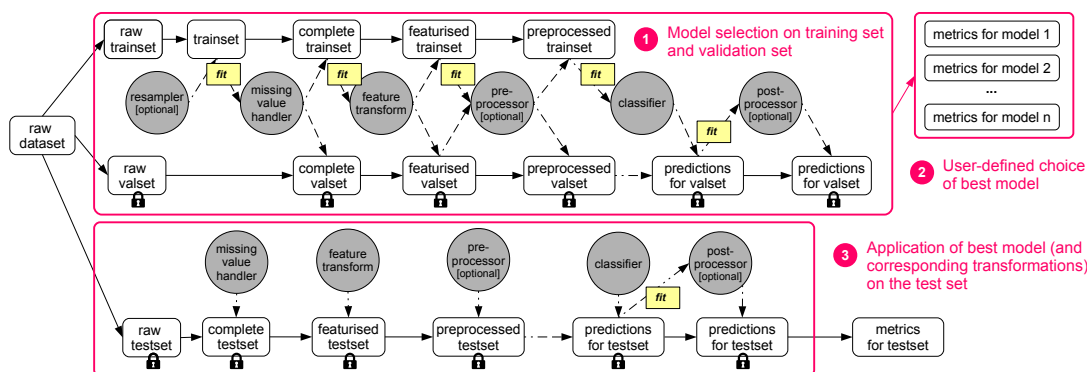 raw
dataset
raw
trainset
trainset
complete
trainset
featurised
trainset
preprocessed
trainset
1
Model selection on training set
and validation set
resampler
[optional]
fit
missing
value
handler
fit
feature
transform
fit
pre-
processor
[optional]
fit
classifier
fit
post-
processor
[optional]
raw
valset
complete
valset
featurised
valset
preprocessed
valset
predictions
for valset
predictions
for valset
metrics for model 1
metrics for model 2
...
metrics for model n
2
User-defined choice
of best model
missing
value
handler
feature
transform
pre-
processor
[optional]
classifier
fit
post-
processor
[optional]
3
Application of best model (and
corresponding transformations)
on the test set
raw
testset
complete
testset
featurised
testset
preprocessed
testset
predictions
for testset
predictions
for testset
metrics
for testset